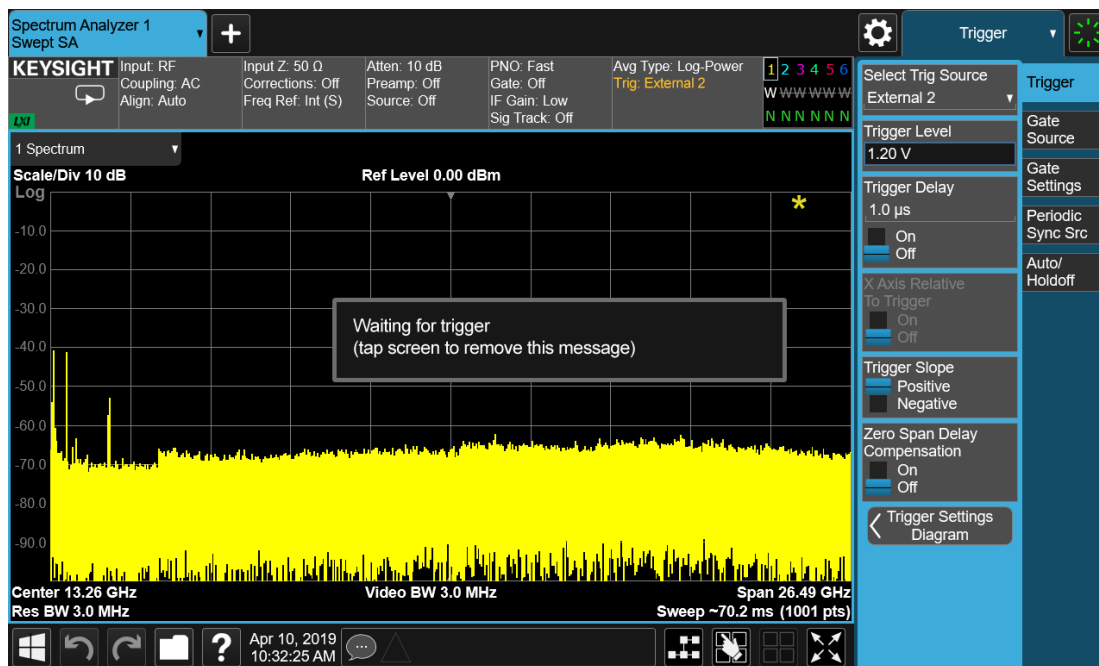 Spectrum Analyzer 1
Swept SA
+
Trigger
KEYSIGHT
LXI
Input: RF
Coupling: AC
Align: Auto
Input Z: 50 Ω
Corrections: Off
Freq Ref: Int (S)
Atten: 10 dB
Preamp: Off
Source: Off
PNO: Fast
Gate: Off
IF Gain: Low
Sig Track: Off
Avg Type: Log-Power
Trig: External 2
1 2 3 4 5 6
W W W W W W
N N N N N N
1 Spectrum
Scale/Div 10 dB
Ref Level 0.00 dBm
Log
-10.0
-20.0
-30.0
-40.0
-50.0
-60.0
-70.0
-80.0
-90.0
*
Waiting for trigger
(tap screen to remove this message)
Center 13.26 GHz
Video BW 3.0 MHz
Span 26.49 GHz
Res BW 3.0 MHz
Sweep ~70.2 ms (1001 pts)
?
Apr 10, 2019
10:32:25 AM
Select Trig Source
External 2
Trigger Level
1.20 V
Trigger Delay
1.0 µs
On
Off
X Axis Relative
To Trigger
On
Off
Trigger Slope
Positive
Negative
Zero Span Delay
Compensation
On
Off
Trigger Settings
Diagram
Trigger
Gate
Source
Gate
Settings
Periodic
Sync Src
Auto/
Holdoff